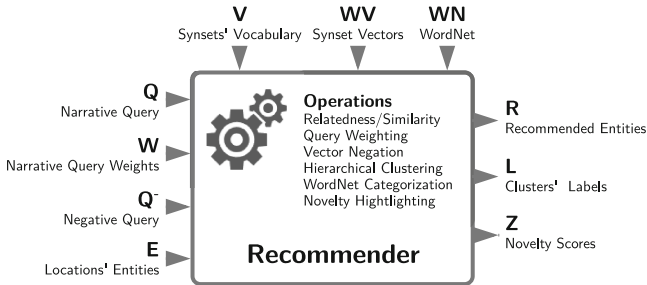 V
Synsets' Vocabulary
WV
Synset Vectors
WN
WordNet
Q
Narrative Query
W
Narrative Query Weights
Q-
Negative Query
E
Locations' Entities
Operations
Relatedness/Similarity
Query Weighting
Vector Negation
Hierarchical Clustering
WordNet Categorization
Novelty Hightlighting
Recommender
R
Recommended Entities
L
Clusters' Labels
Z
Novelty Scores